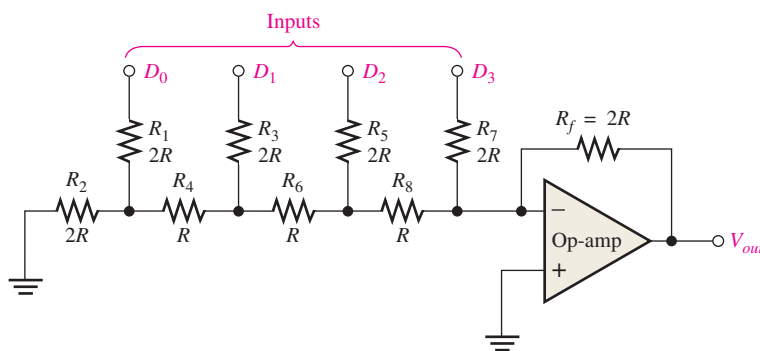 Inputs
D0 D1 D2 D3
R1 2R
R3 2R
R5 2R
R7 2R
Rf = 2R
R2 2R
R4 R
R6 R
R8 R
−
Op-amp
+
Vout